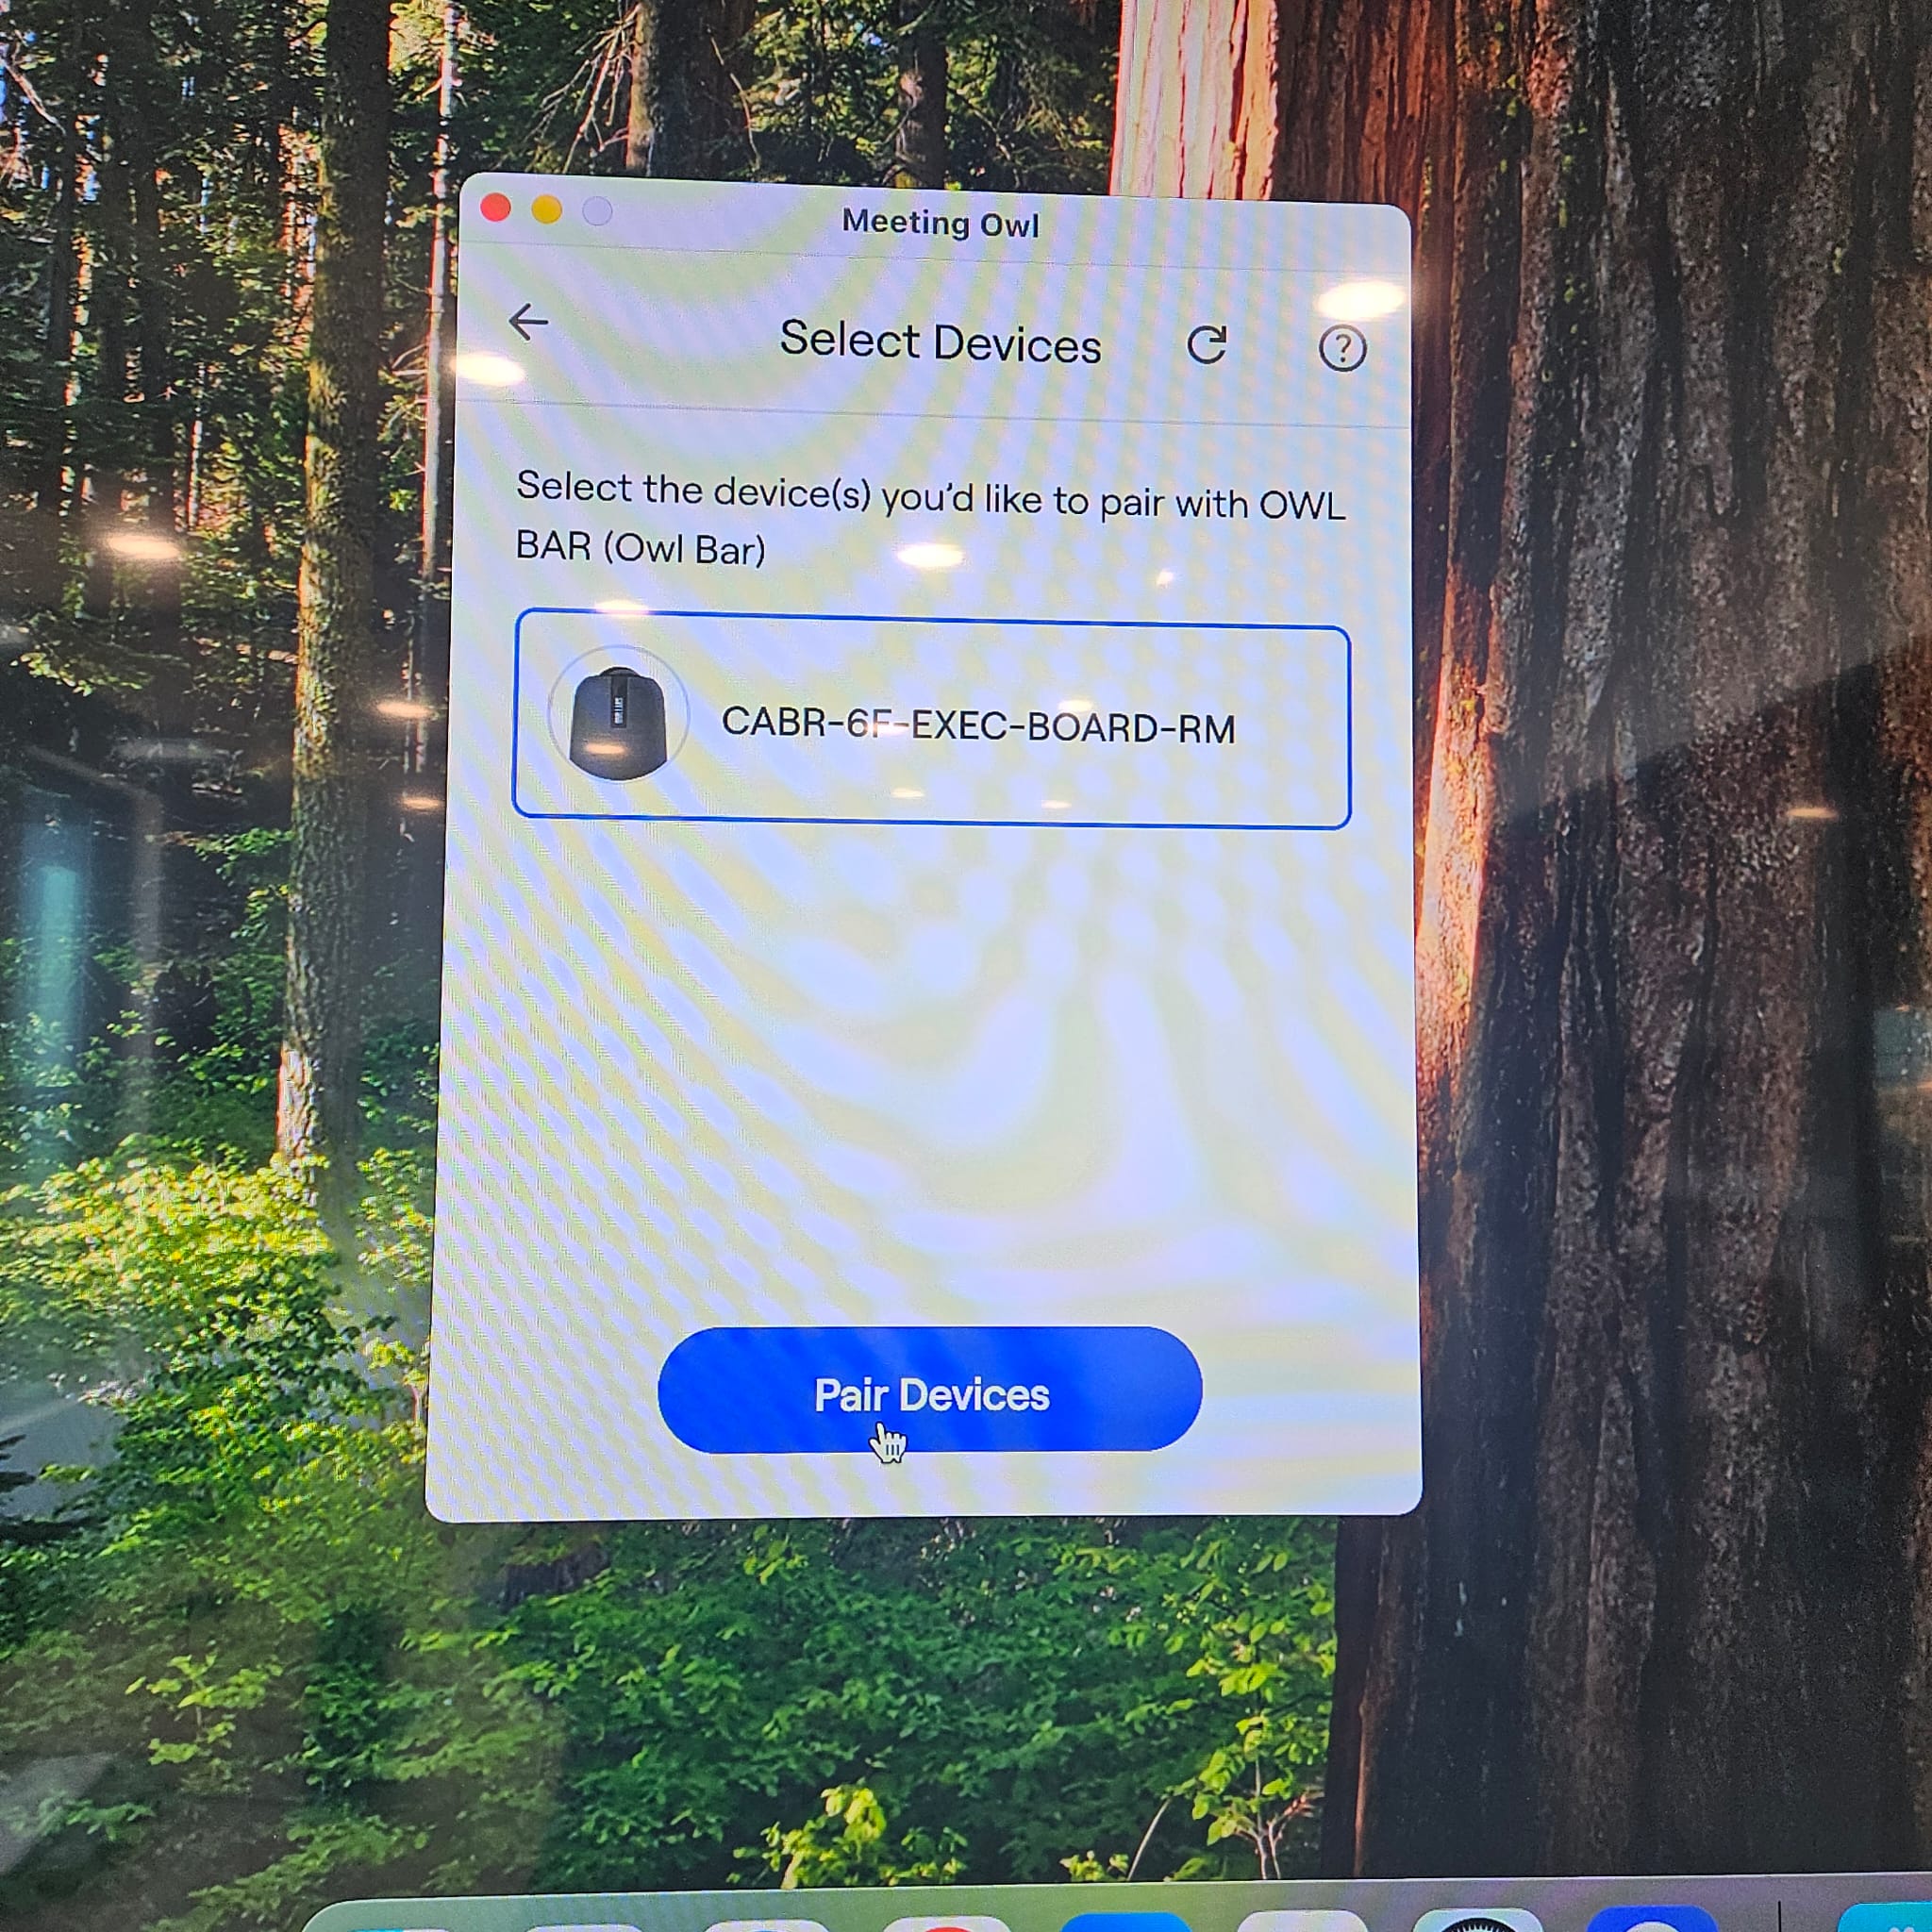 Meeting Owl
Select Devices
Select the device(s) you'd like to pair with OWL
BAR (Owl Bar)
CABR-6F-EXEC-BOARD-RM
Pair Devices